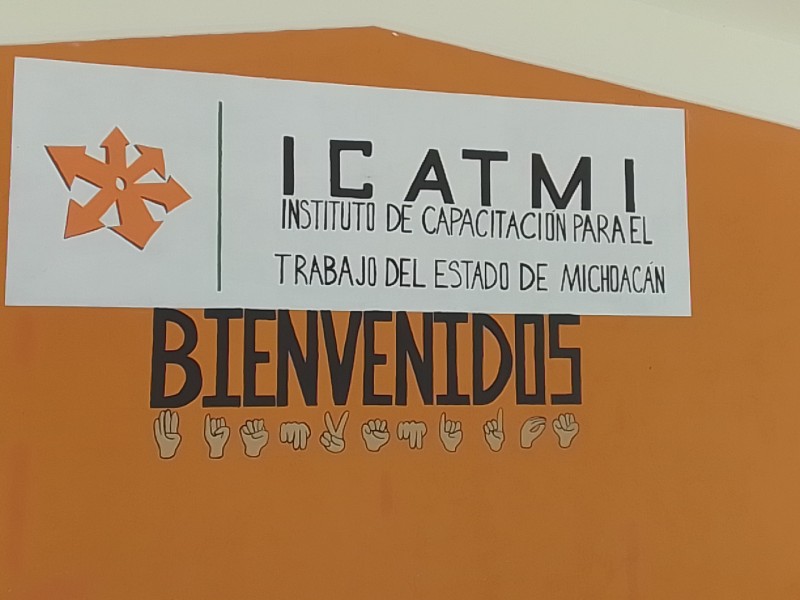 ICATMI
INSTITUTO DE CAPACITACIÓN PARA EL
TRABAJO DEL ESTADO DE MICHOACÁN
BIENVENIDOS